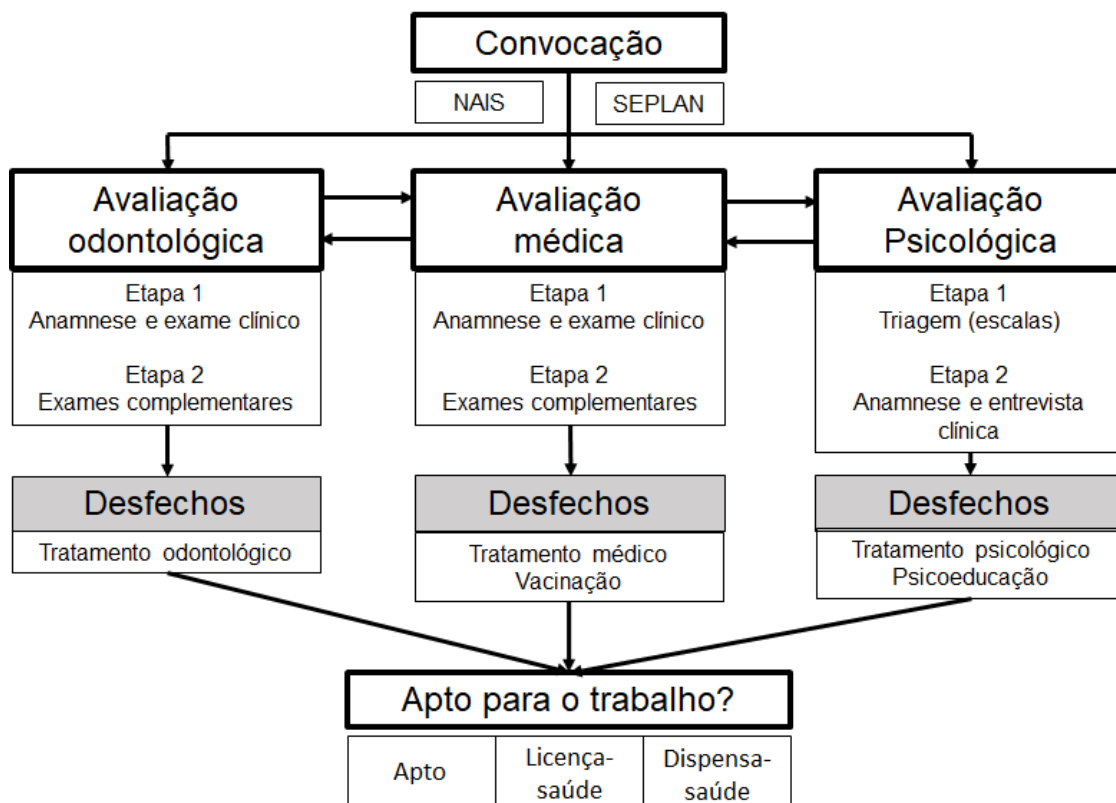 Convocação
NAIS
SEPLAN
Avaliação
odontológica
Avaliação
médica
Avaliação
Psicológica
Etapa 1
Anamnese e exame clínico
Etapa 2
Exames complementares
Etapa 1
Anamnese e exame clínico
Etapa 2
Exames complementares
Etapa 1
Triagem (escalas)
Etapa 2
Anamnese e entrevista
clínica
Desfechos
Tratamento odontológico
Desfechos
Tratamento médico
Vacinação
Desfechos
Tratamento psicológico
Psicoeducação
Apto para o trabalho?
Apto
Licença-
saúde
Dispensa-
saúde